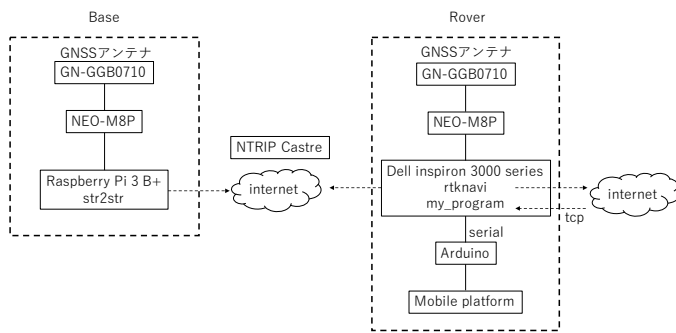 Base
GNSSアンテナ
GN-GGB0710
NEO-M8P
Raspberry Pi 3 B+
str2str
NTRIP Castre
internet
Rover
GNSSアンテナ
GN-GGB0710
NEO-M8P
Dell inspiron 3000 series
rtknavi
my_program
internet
tcp
serial
Arduino
Mobile platform